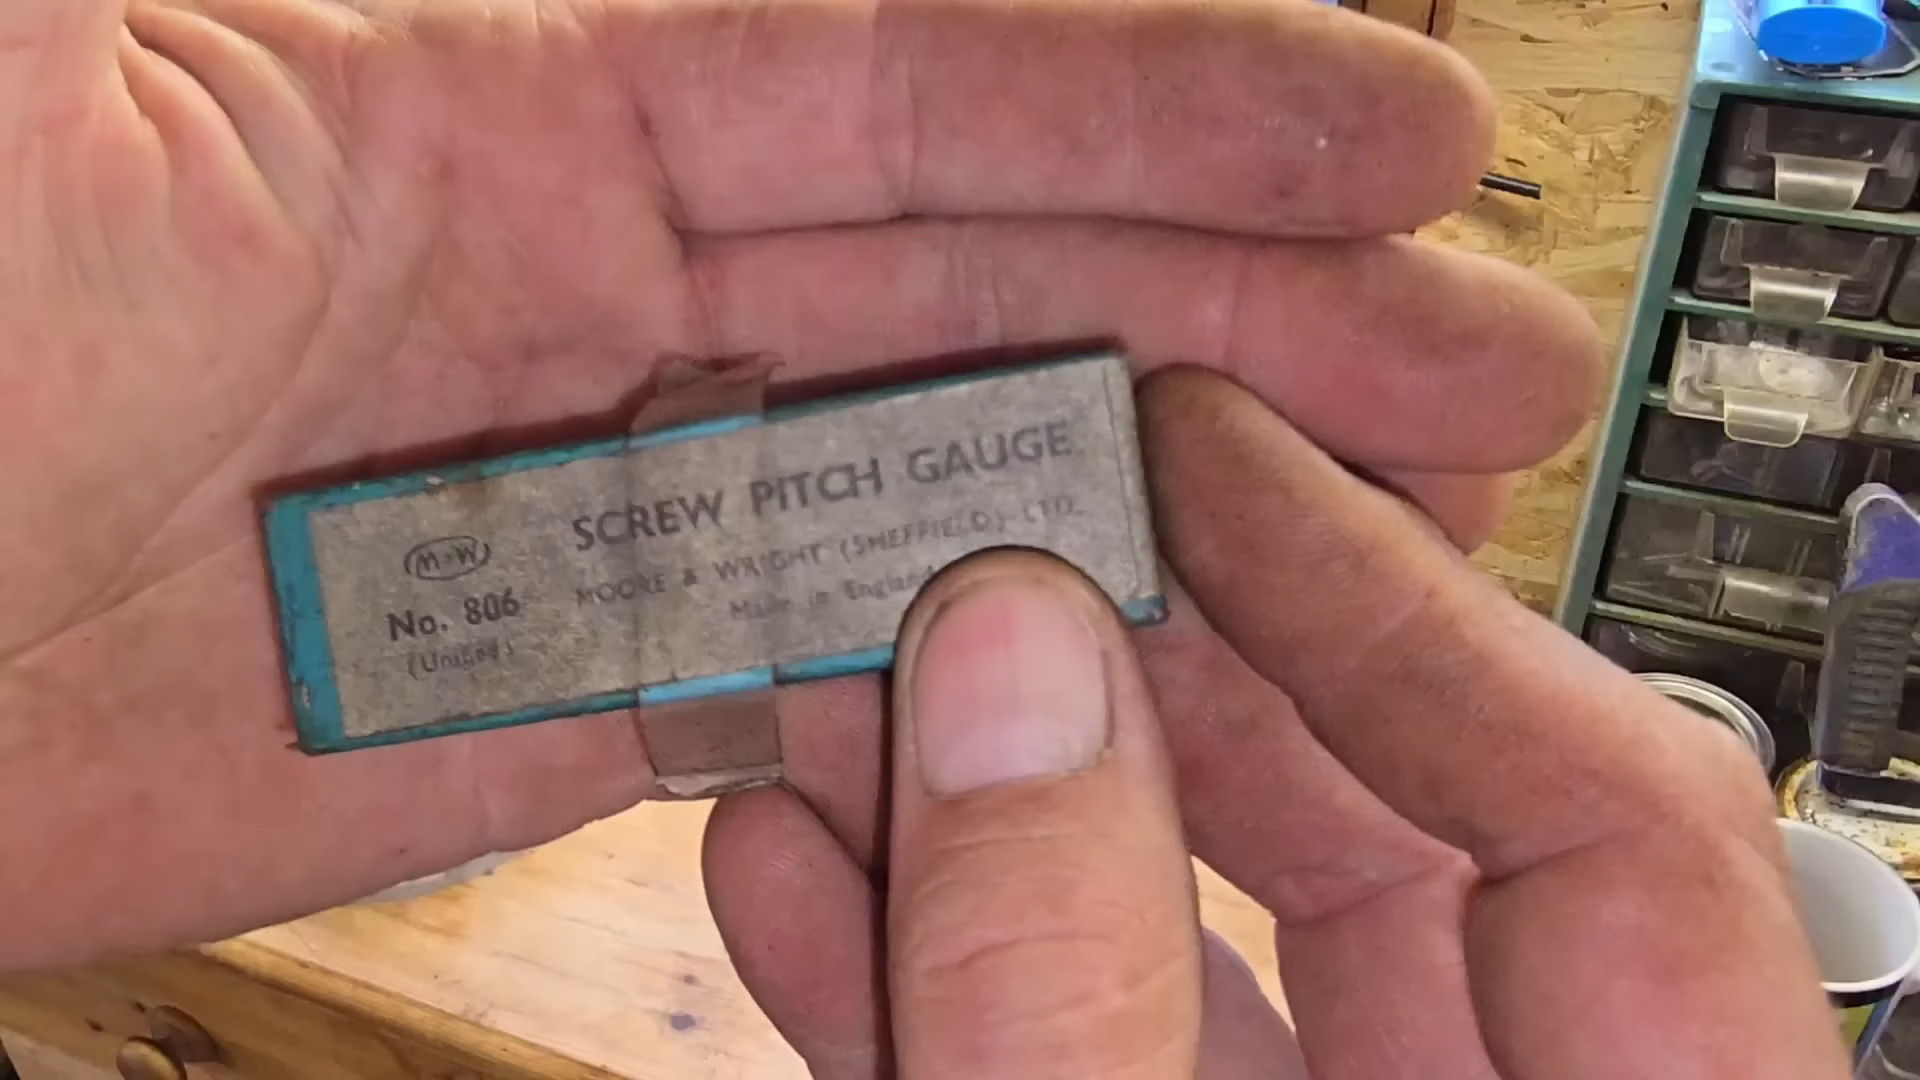 SCREW PITCH GAUGE
MOORE & WRIGHT (SHEFFIELD) LTD.
Made in England
M&W
No. 806
(Unified)